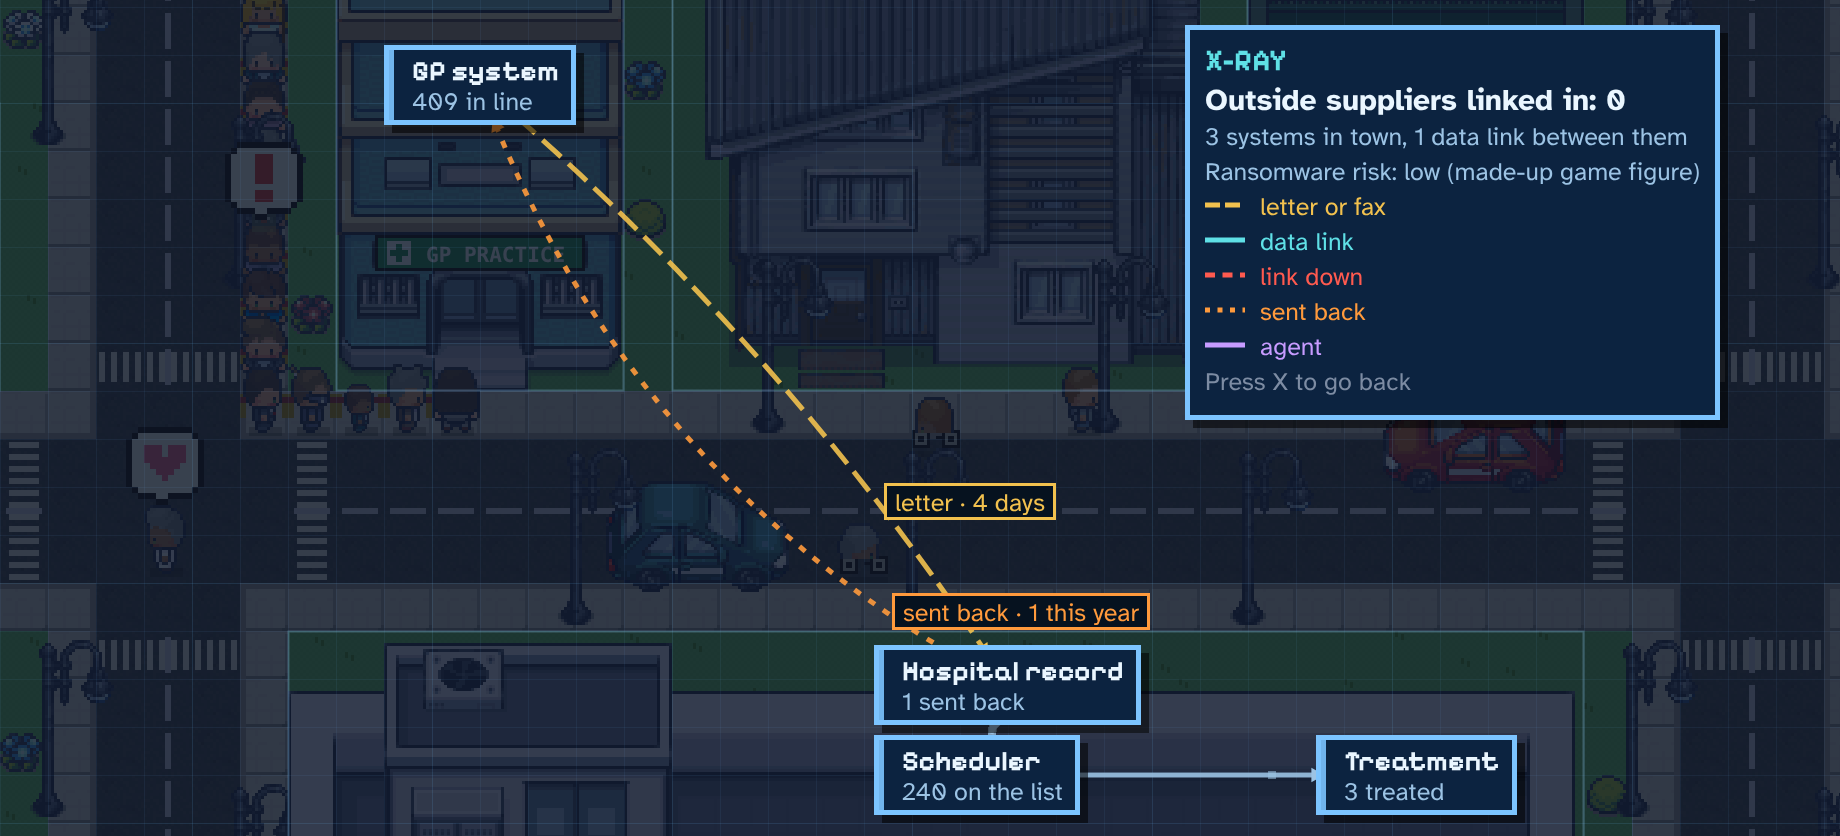 GP system
409 in line
X-RAY
Outside suppliers linked in: 0
3 systems in town, 1 data link between them
Ransomware risk: low (made-up game figure)
letter or fax
data link
link down
sent back
agent
Press X to go back
!
GP PRACTICE
letter · 4 days
sent back · 1 this year
Hospital record
1 sent back
Scheduler
240 on the list
Treatment
3 treated